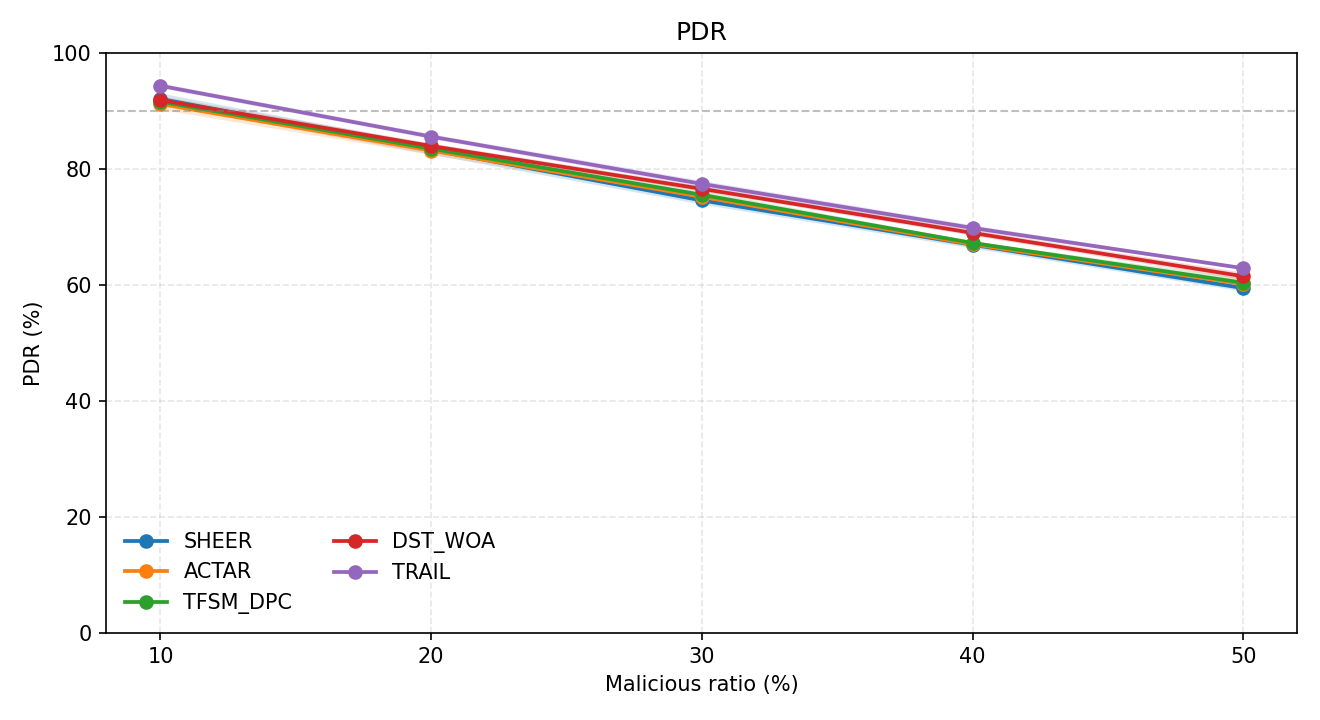 PDR
100
80
60
40
20
0
PDR (%)
SHEER
ACTAR
TFSM_DPC
DST_WOA
TRAIL
10 20 30 40 50
Malicious ratio (%)